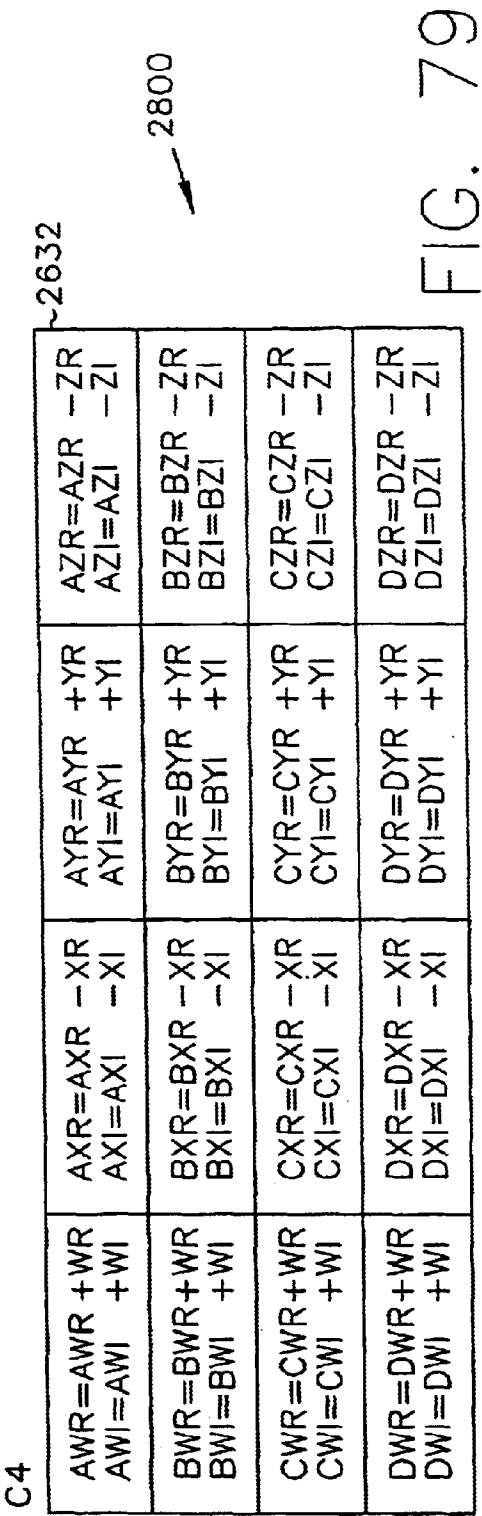 C4
~2632
AWR=AWR +WR
AWI=AWI +WI
AXR=AXR −XR
AXI=AXI −XI
AYR=AYR +YR
AYI=AYI +YI
AZR=AZR −ZR
AZI=AZI −ZI
BWR=BWR+WR
BWI=BWI +WI
BXR=BXR −XR
BXI=BXI −XI
BYR=BYR +YR
BYI=BYI +YI
BZR=BZR −ZR
BZI=BZI −ZI
CWR=CWR+WR
CWI=CWI +WI
CXR=CXR −XR
CXI=CXI −XI
CYR=CYR +YR
CYI=CYI +YI
CZR=CZR −ZR
CZI=CZI −ZI
DWR=DWR+WR
DWI=DWI +WI
DXR=DXR −XR
DXI=DXI −XI
DYR=DYR +YR
DYI=DYI +YI
DZR=DZR −ZR
DZI=DZI −ZI
2800
FIG. 79